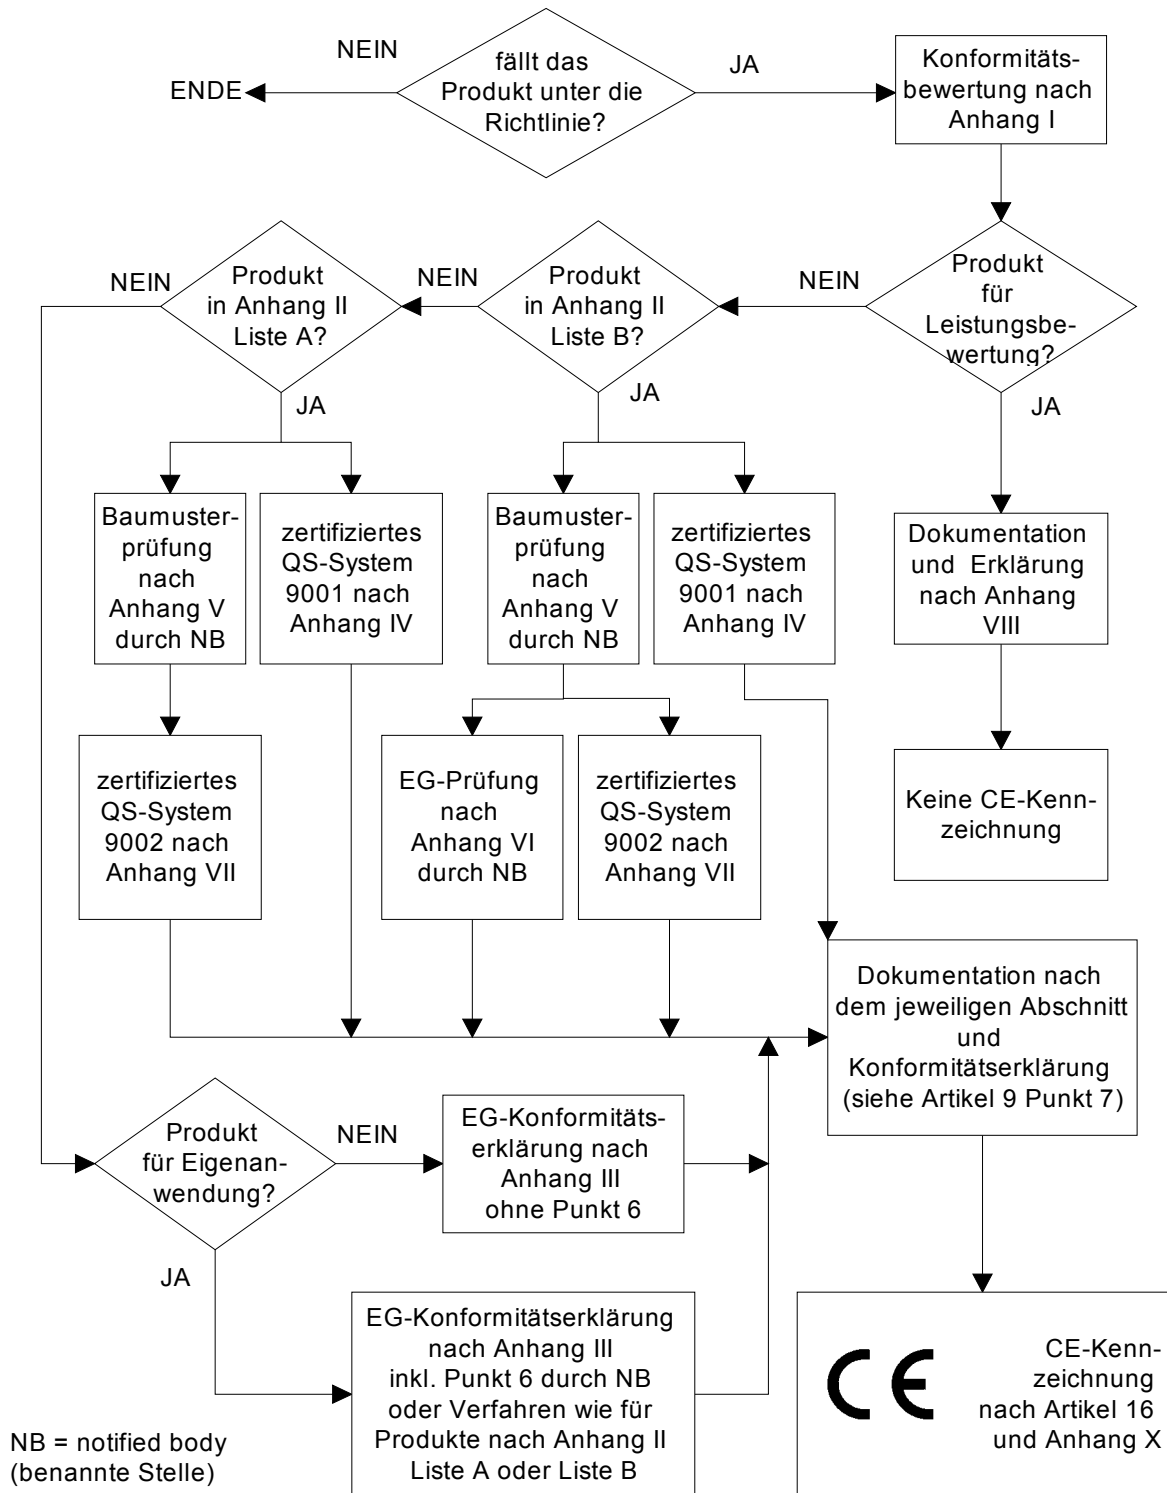 NEIN
fällt das
Produkt unter die
Richtlinie?
JA
ENDE
Konformitäts-
bewertung nach
Anhang I
NEIN
Produkt
in Anhang II
Liste A?
JA
NEIN
Produkt
in Anhang II
Liste B?
JA
NEIN
Produkt
für
Leistungsbe-
wertung?
JA
Baumuster-
prüfung
nach
Anhang V
durch NB
zertifiziertes
QS-System
9001 nach
Anhang IV
Baumuster-
prüfung
nach
Anhang V
durch NB
zertifiziertes
QS-System
9001 nach
Anhang IV
Dokumentation
und Erklärung
nach Anhang
VIII
zertifiziertes
QS-System
9002 nach
Anhang VII
EG-Prüfung
nach
Anhang VI
durch NB
zertifiziertes
QS-System
9002 nach
Anhang VII
Keine CE-Kenn-
zeichnung
Dokumentation nach
dem jeweiligen Abschnitt
und
Konformitätserklärung
(siehe Artikel 9 Punkt 7)
Produkt
für Eigenan-
wendung?
NEIN
JA
EG-Konformitäts-
erklärung nach
Anhang III
ohne Punkt 6
EG-Konformitätserklärung
nach Anhang III
inkl. Punkt 6 durch NB
oder Verfahren wie für
Produkte nach Anhang II
Liste A oder Liste B
CE
CE-Kenn-
zeichnung
nach Artikel 16
und Anhang X
NB = notified body
(benannte Stelle)